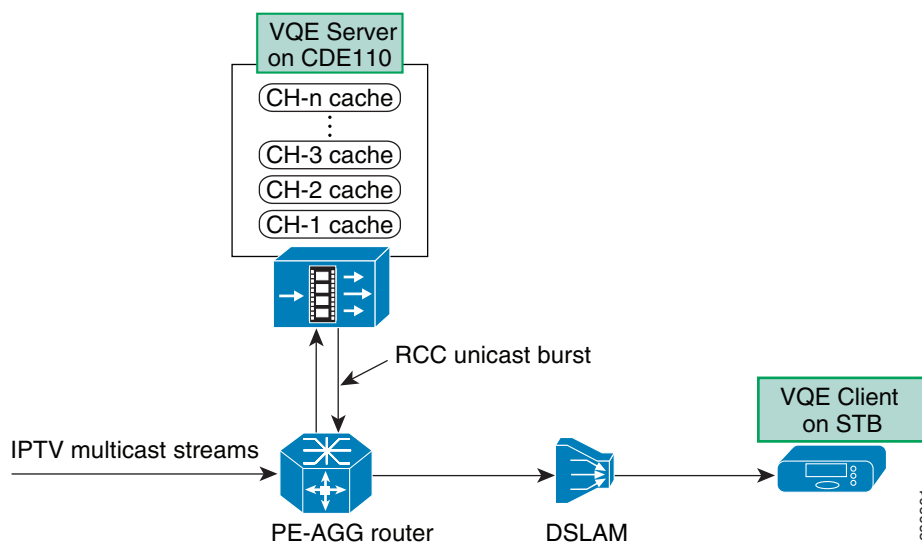 VQE Server
on CDE110
CH-n cache
CH-3 cache
CH-2 cache
CH-1 cache
RCC unicast burst
VQE Client
on STB
IPTV multicast streams
PE-AGG router
DSLAM